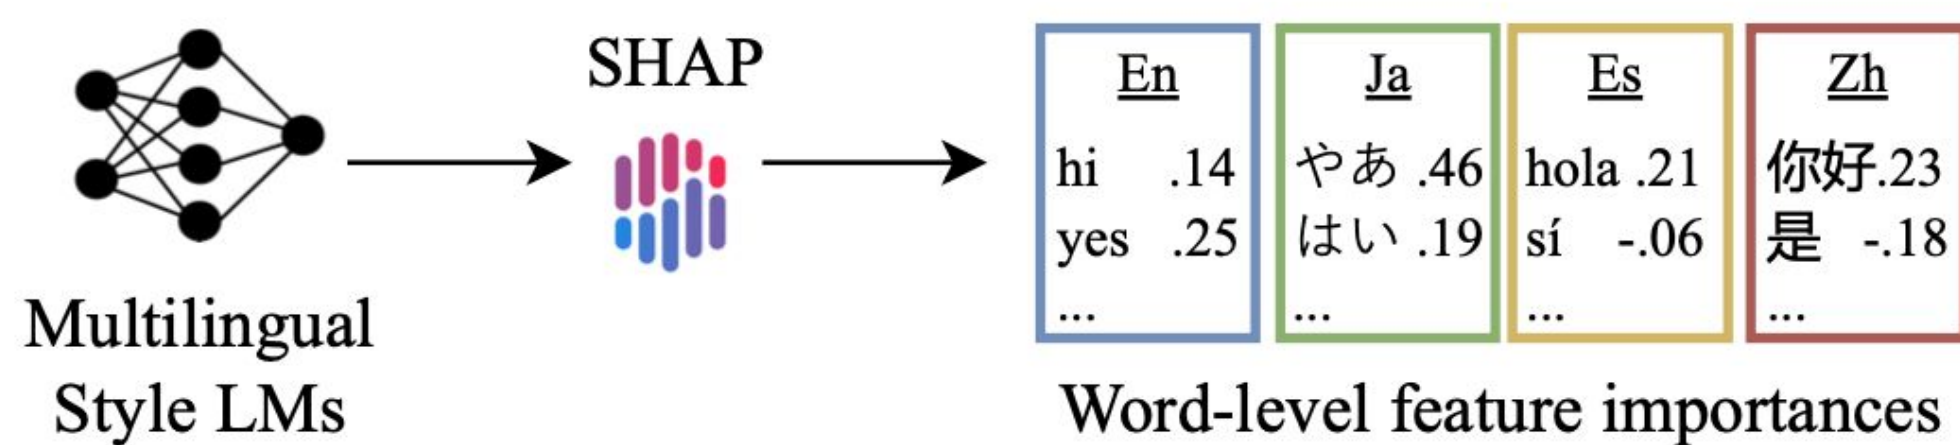 Multilingual
Style LMs
SHAP
En
hi .14
yes .25
...
Ja
やあ .46
はい .19
...
Es
hola .21
sí -.06
...
Zh
你好.23
是 -.18
...
Word-level feature importances